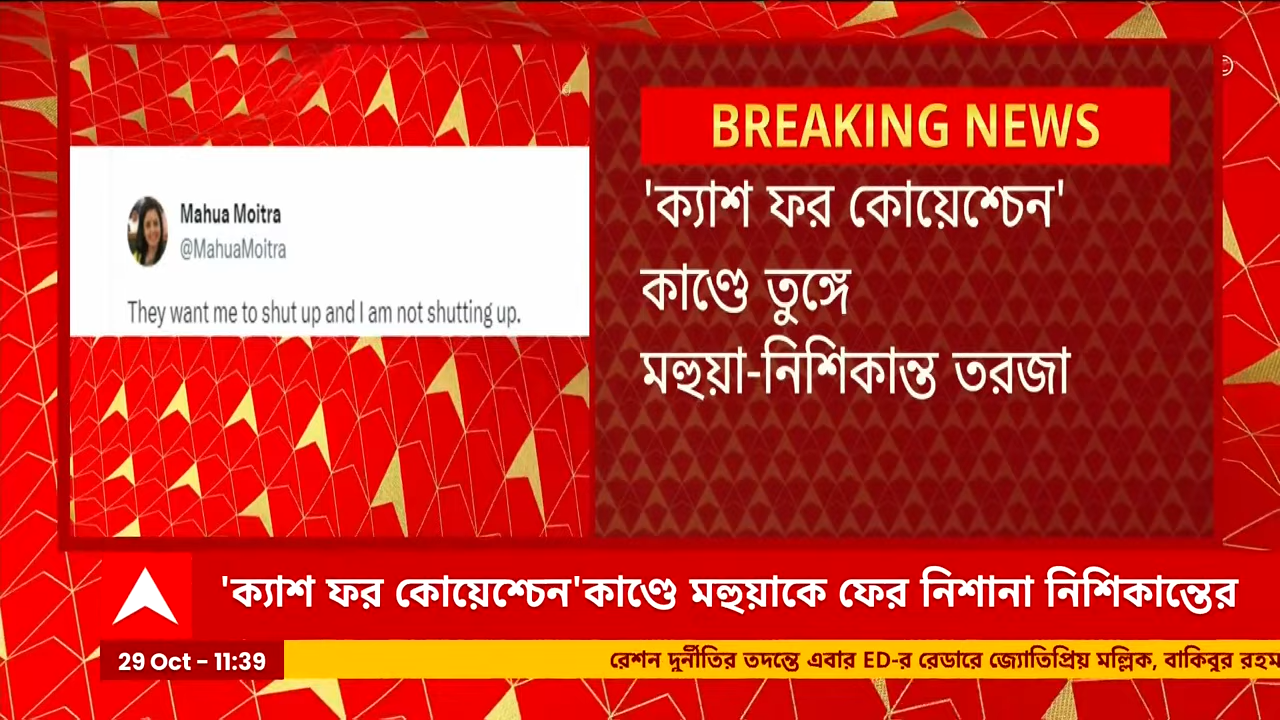 Mahua Moitra
@MahuaMoitra
They want me to shut up and I am not shutting up.
BREAKING NEWS
'ক্যাশ ফর কোয়েশ্চেন'
কাণ্ডে তুঙ্গে
মহুয়া-নিশিকান্ত তরজা
'ক্যাশ ফর কোয়েশ্চেন'কাণ্ডে মহুয়াকে ফের নিশানা নিশিকান্তের
29 Oct - 11:39
রেশন দুর্নীতির তদন্তে এবার ED-র রেডারে জ্যোতিপ্রিয় মল্লিক, বাকিবুর রহম